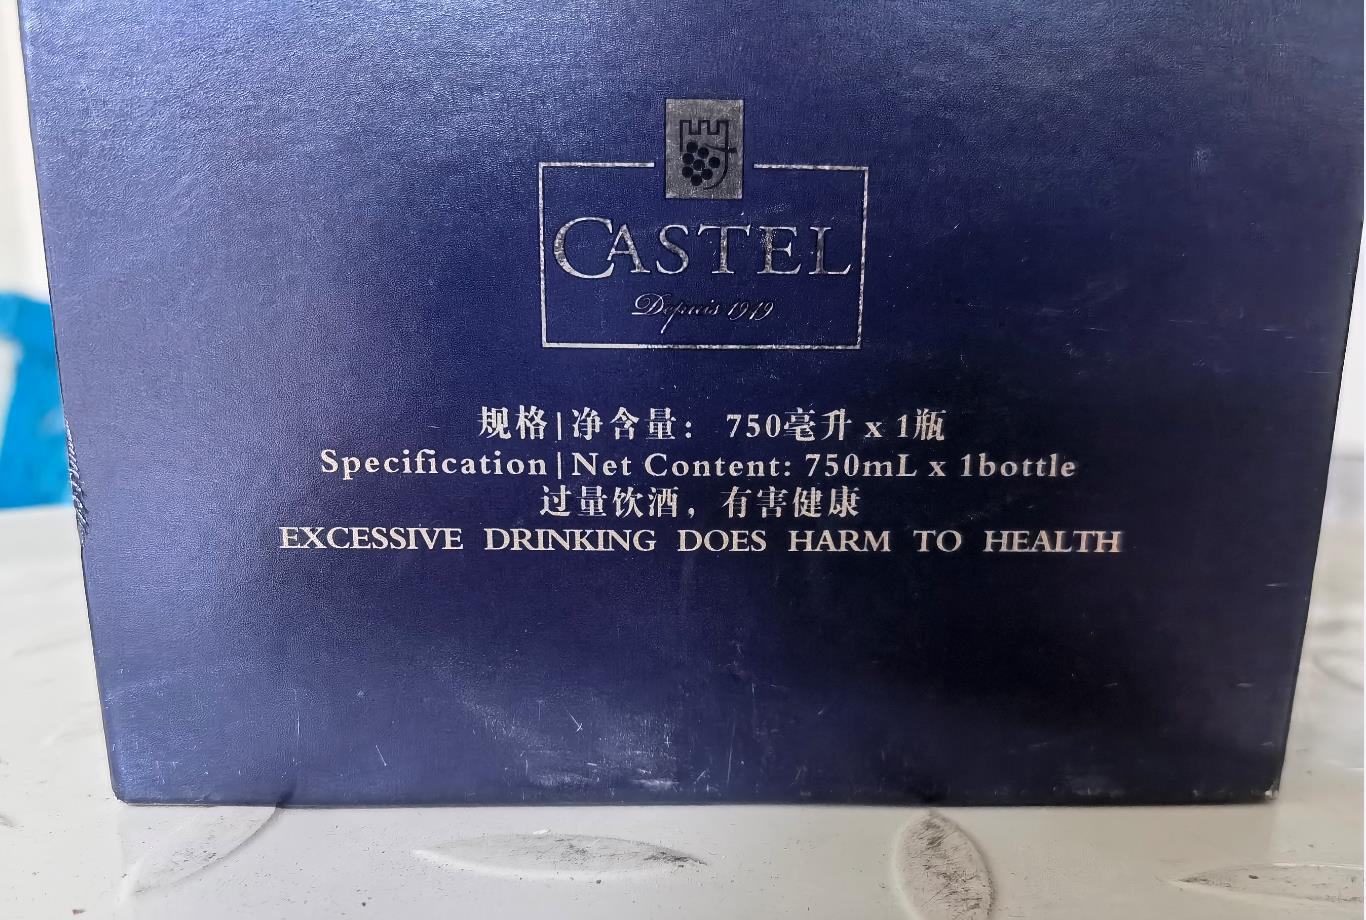 CASTEL
Depuis 1949
规格|净含量： 750毫升 x 1瓶
Specification|Net Content: 750mL x 1bottle
过量饮酒，有害健康
EXCESSIVE DRINKING DOES HARM TO HEALTH